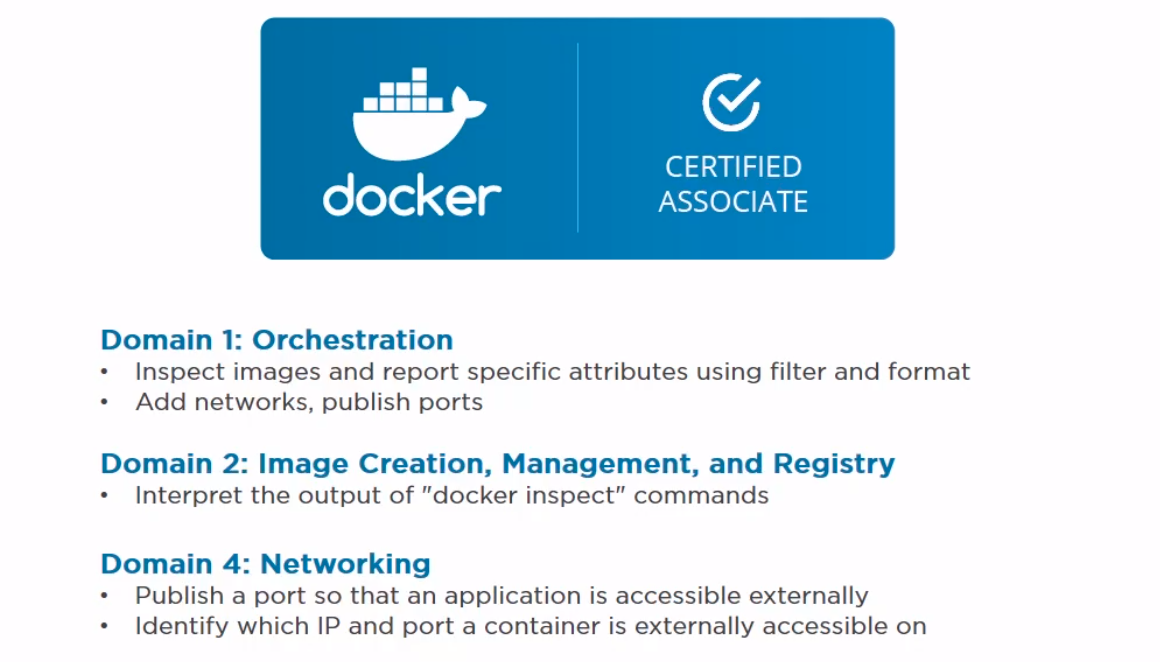 docker
CERTIFIED
ASSOCIATE
Domain 1: Orchestration
• Inspect images and report specific attributes using filter and format
• Add networks, publish ports
Domain 2: Image Creation, Management, and Registry
• Interpret the output of "docker inspect" commands
Domain 4: Networking
• Publish a port so that an application is accessible externally
• Identify which IP and port a container is externally accessible on